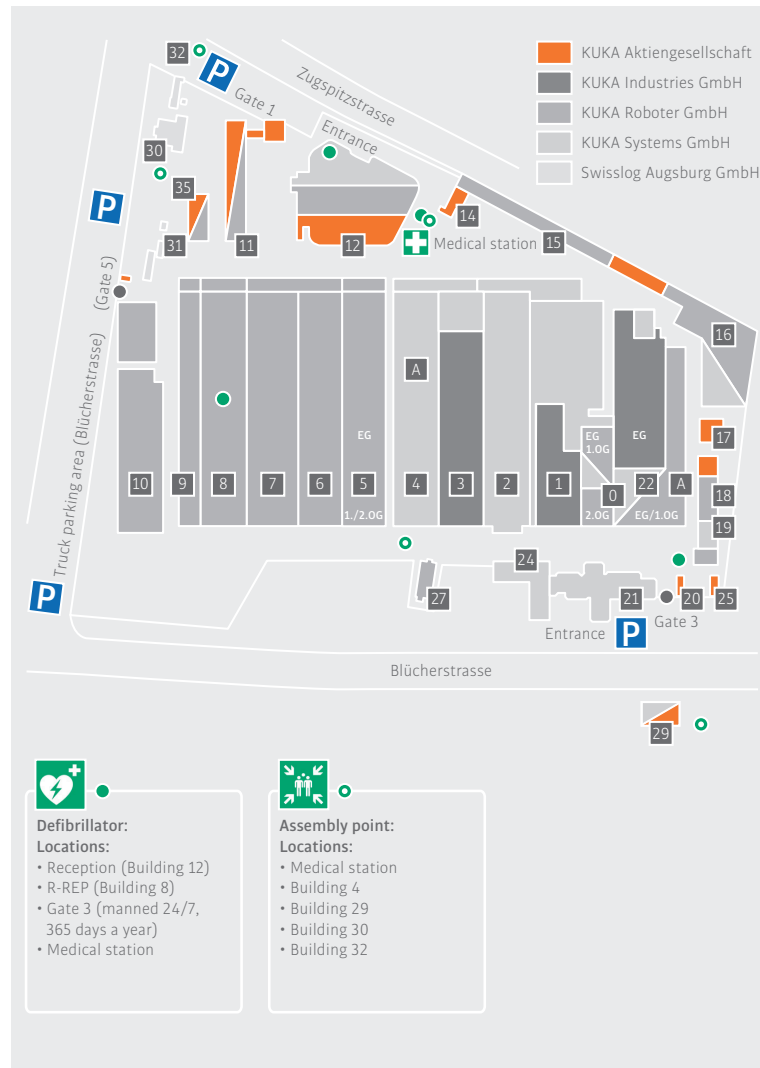 32
P
Zugspitzstrasse
Gate 1
Entrance
KUKA Aktiengesellschaft
KUKA Industries GmbH
KUKA Roboter GmbH
KUKA Systems GmbH
Swisslog Augsburg GmbH
30
35
P
31
11
12
Medical station
14
15
16
(Gate 5)
Truck parking area (Blücherstrasse)
A
EG
EG
1.OG
EG
17
10
9
8
7
6
5
4
3
2
1
0
22
A
18
1./2.OG
2.OG
EG/1.OG
19
24
27
21
20
25
P
Entrance
P
Gate 3
Blücherstrasse
29
Defibrillator:
Locations:
• Reception (Building 12)
• R-REP (Building 8)
• Gate 3 (manned 24/7,
365 days a year)
• Medical station
Assembly point:
Locations:
• Medical station
• Building 4
• Building 29
• Building 30
• Building 32